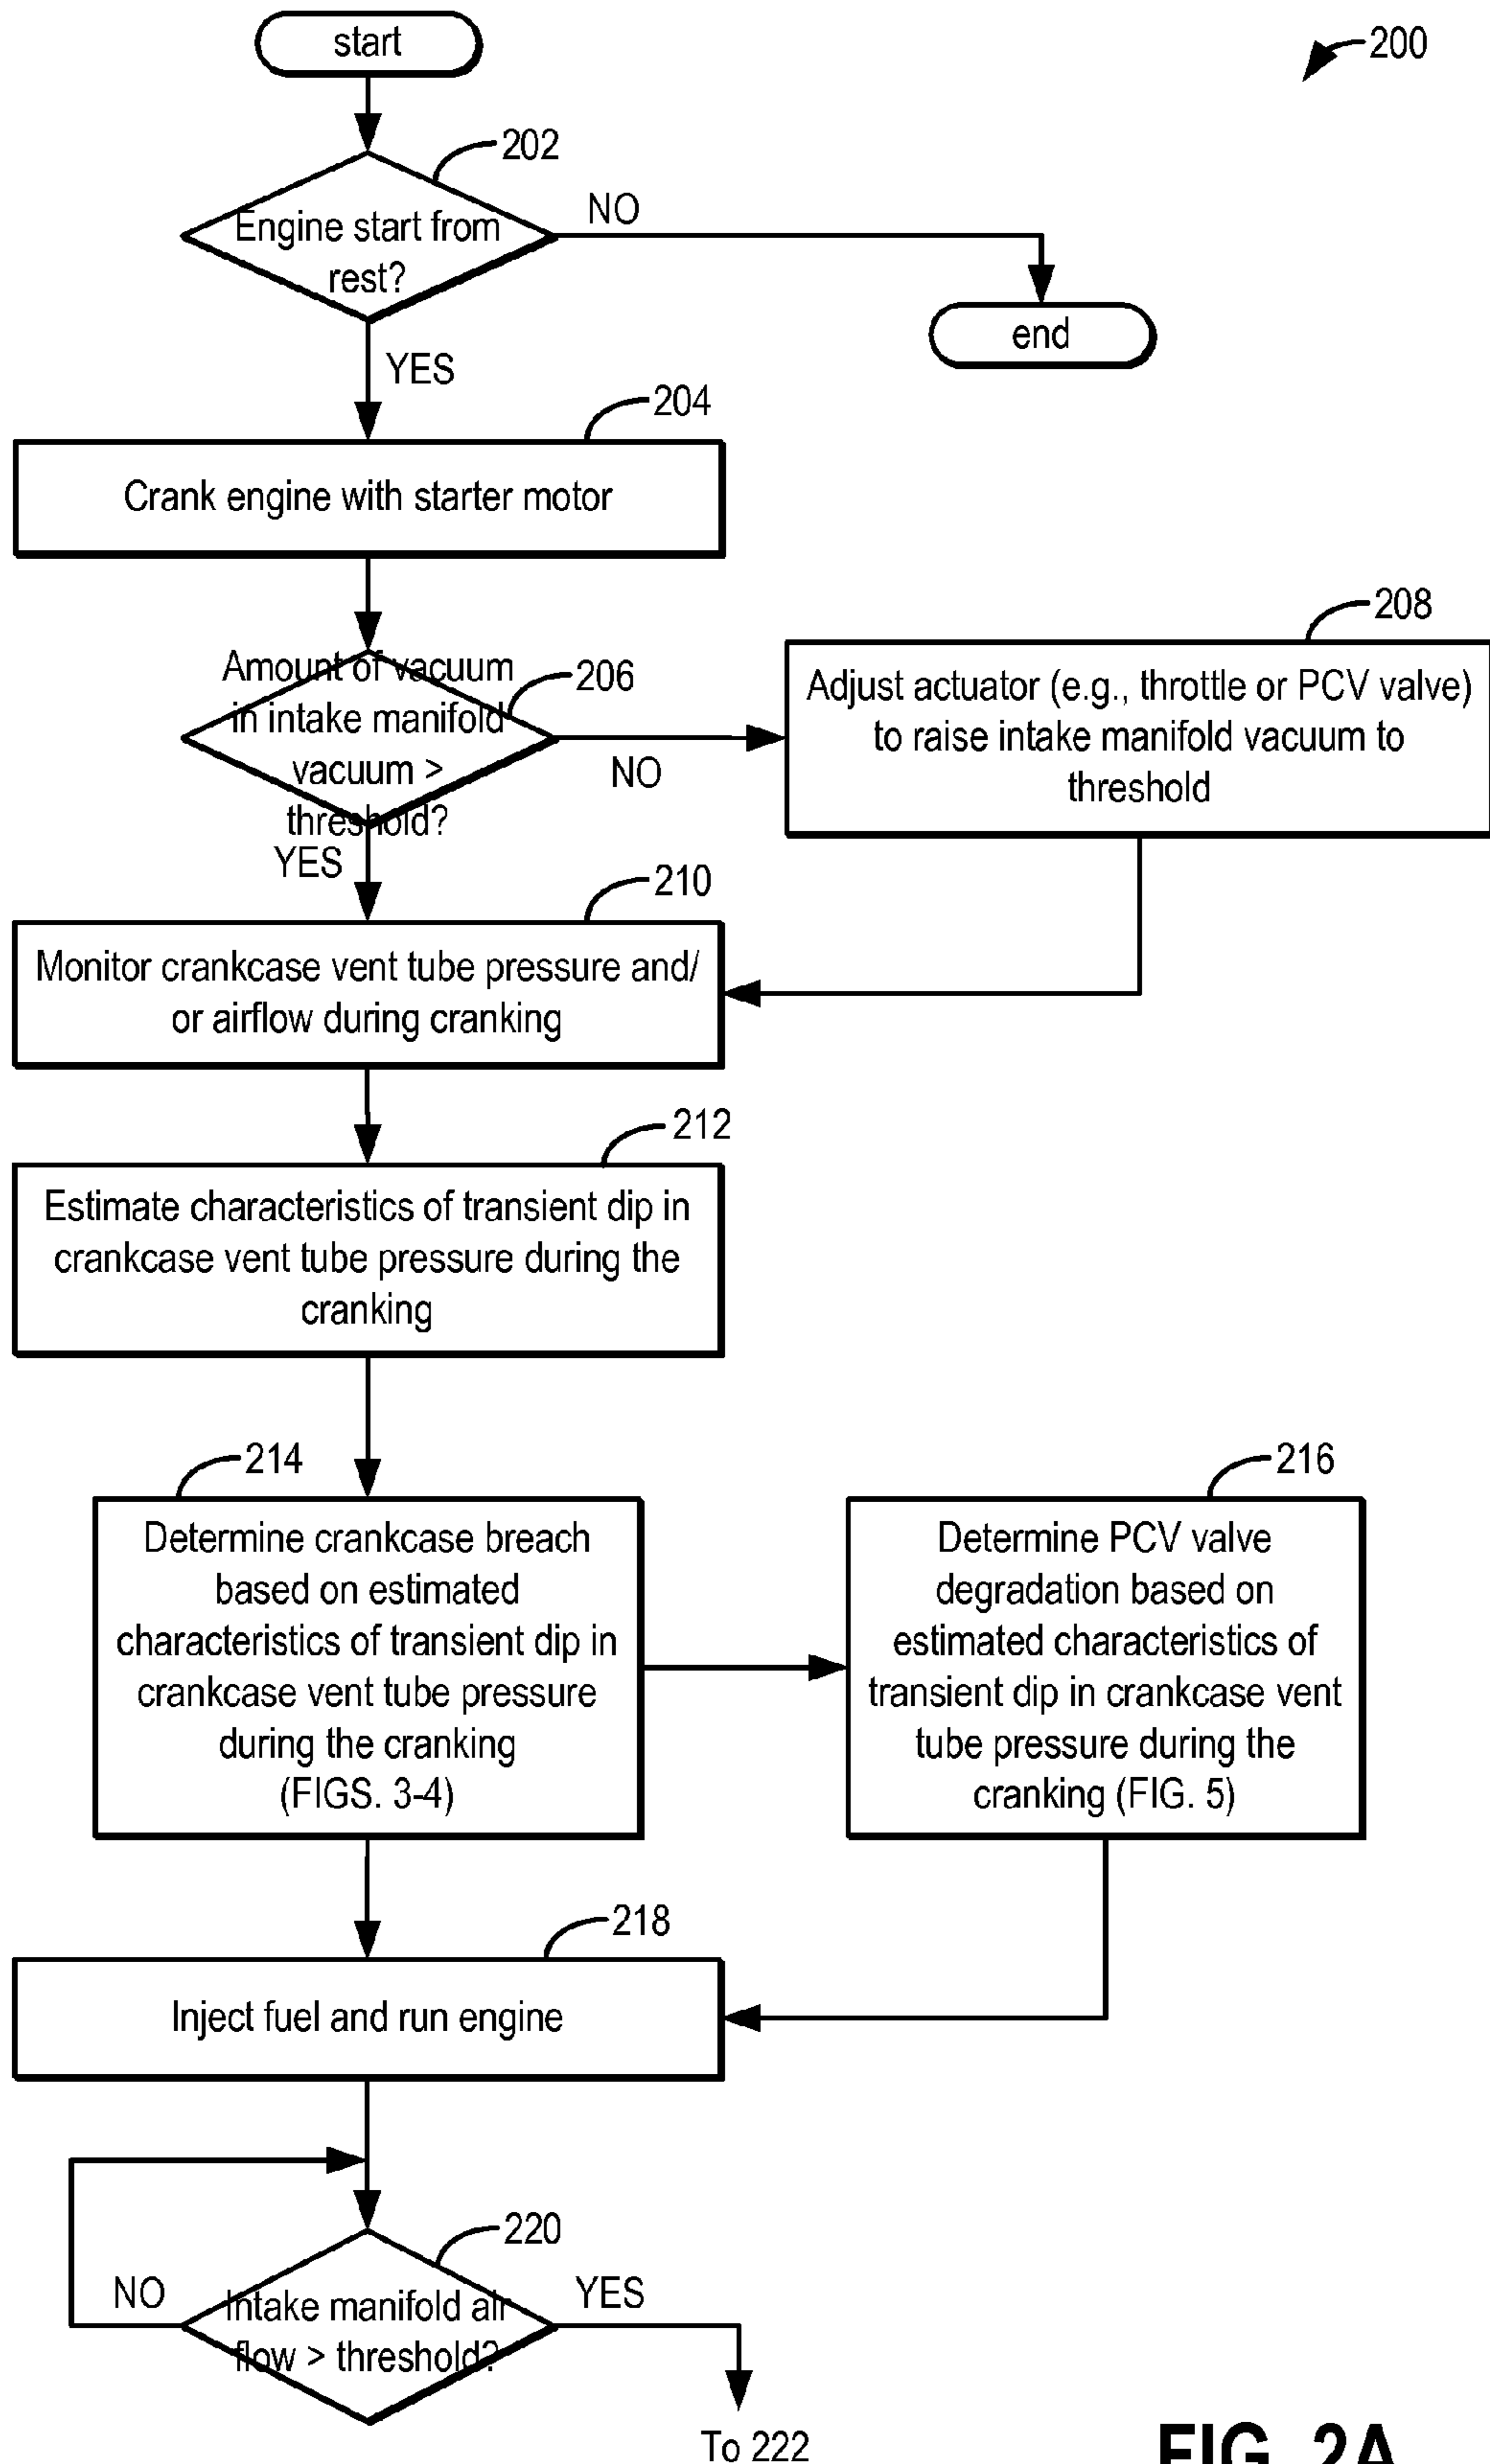 start
200
202
Engine start from
rest?
NO
end
YES
204
Crank engine with starter motor
208
Amount of vacuum
in intake manifold
vacuum >
threshold?
206
NO
YES
Adjust actuator (e.g., throttle or PCV valve)
to raise intake manifold vacuum to
threshold
210
Monitor crankcase vent tube pressure and/
or airflow during cranking
212
Estimate characteristics of transient dip in
crankcase vent tube pressure during the
cranking
214
Determine crankcase breach
based on estimated
characteristics of transient dip in
crankcase vent tube pressure
during the cranking
(FIGS. 3-4)
216
Determine PCV valve
degradation based on
estimated characteristics of
transient dip in crankcase vent
tube pressure during the
cranking (FIG. 5)
218
Inject fuel and run engine
220
NO
Intake manifold air
flow > threshold?
YES
To 222
FIG. 2A